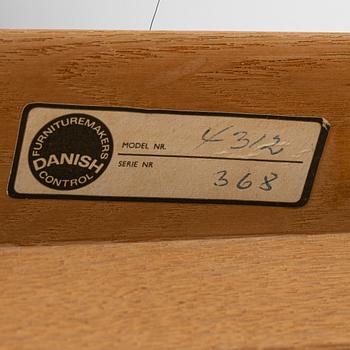 FURNITUREMAKERS
DANISH
CONTROL
MODEL NR. 4312
SERIE NR 368